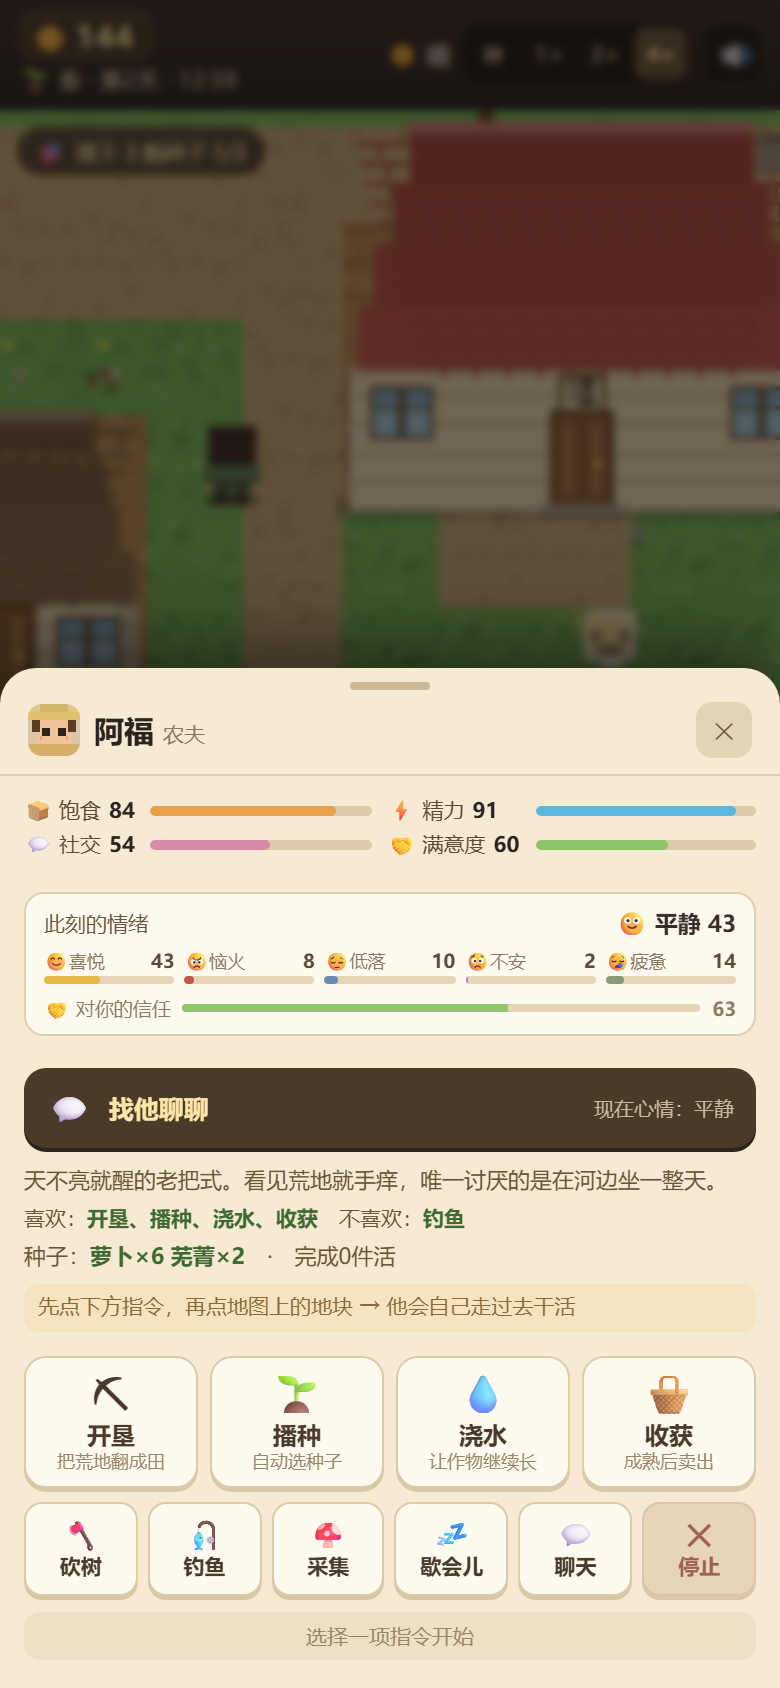 144
阿福 农夫
饱食 84 精力 91
社交 54 满意度 60
此刻的情绪 平静 43
喜悦 43 恼火 8 低落 10 不安 2 疲惫 14
对你的信任 63
找他聊聊 现在心情：平静
天不亮就醒的老把式。看见荒地就手痒，唯一讨厌的是在河边坐一整天。
喜欢：开垦、播种、浇水、收获 不喜欢：钓鱼
种子：萝卜×6 芜菁×2 · 完成0件活
先点下方指令，再点地图上的地块 → 他会自己走过去干活
开垦 播种 浇水 收获
把荒地翻成田 自动选种子 让作物继续长 成熟后卖出
砍树 钓鱼 采集 歇会儿 聊天 停止
选择一项指令开始